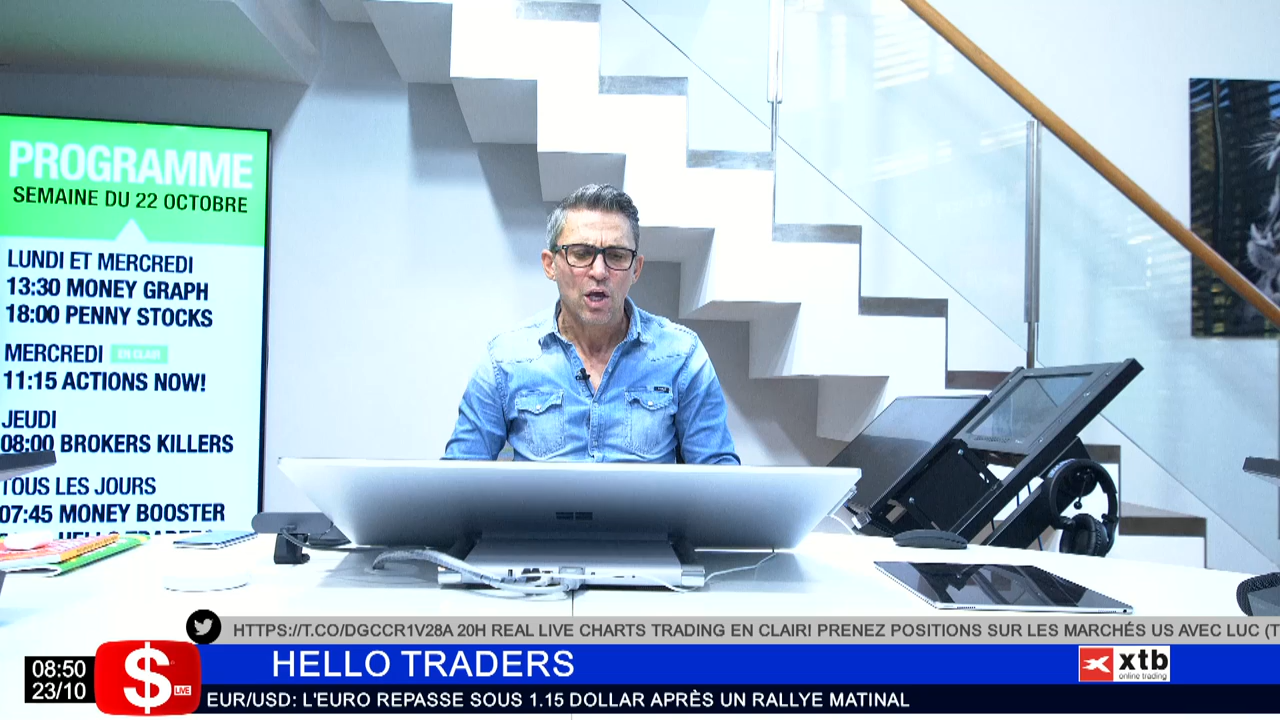 PROGRAMME
SEMAINE DU 22 OCTOBRE
LUNDI ET MERCREDI
13:30 MONEY GRAPH
18:00 PENNY STOCKS
MERCREDI EN CLAIR
11:15 ACTIONS NOW!
JEUDI
08:00 BROKERS KILLERS
TOUS LES JOURS
07:45 MONEY BOOSTER
HTTPS://T.CO/DGCCR1V28A 20H REAL LIVE CHARTS TRADING EN CLAIR! PRENEZ POSITIONS SUR LES MARCHÉS US AVEC LUC (T
08:50
23/10
$ LIVE
HELLO TRADERS
xtb
online trading
EUR/USD: L'EURO REPASSE SOUS 1.15 DOLLAR APRÈS UN RALLYE MATINAL